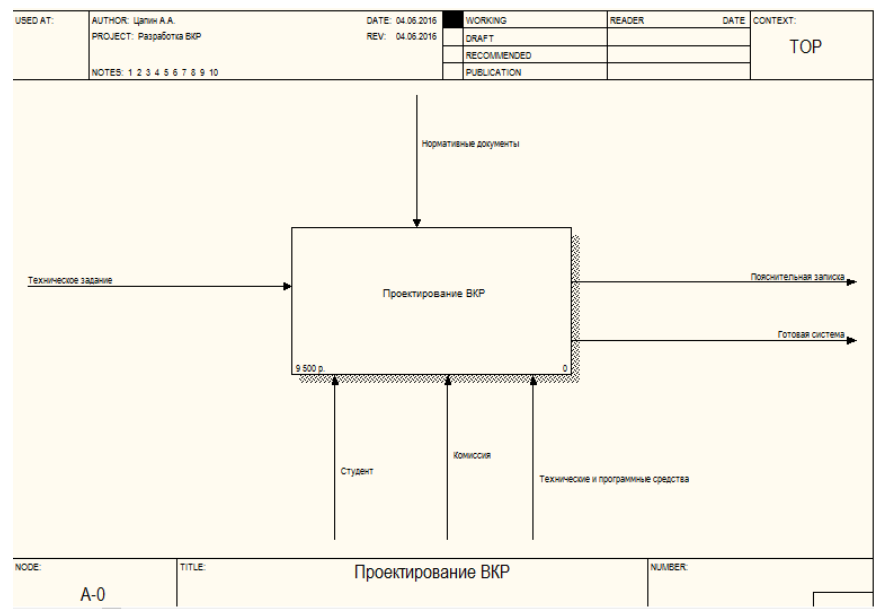 USED AT:
AUTHOR: Цапин А.А.
DATE: 04.06.2016
WORKING
READER
DATE
CONTEXT:
PROJECT: Разработка ВКР
REV: 04.06.2016
DRAFT
TOP
RECOMMENDED
NOTES: 1 2 3 4 5 6 7 8 9 10
PUBLICATION
Нормативные документы
Техническое задание
Проектирование ВКР
Пояснительная записка
Готовая система
9 500 р.
0
Студент
Комиссия
Технические и программные средства
NODE:
TITLE:
Проектирование ВКР
NUMBER:
A-0